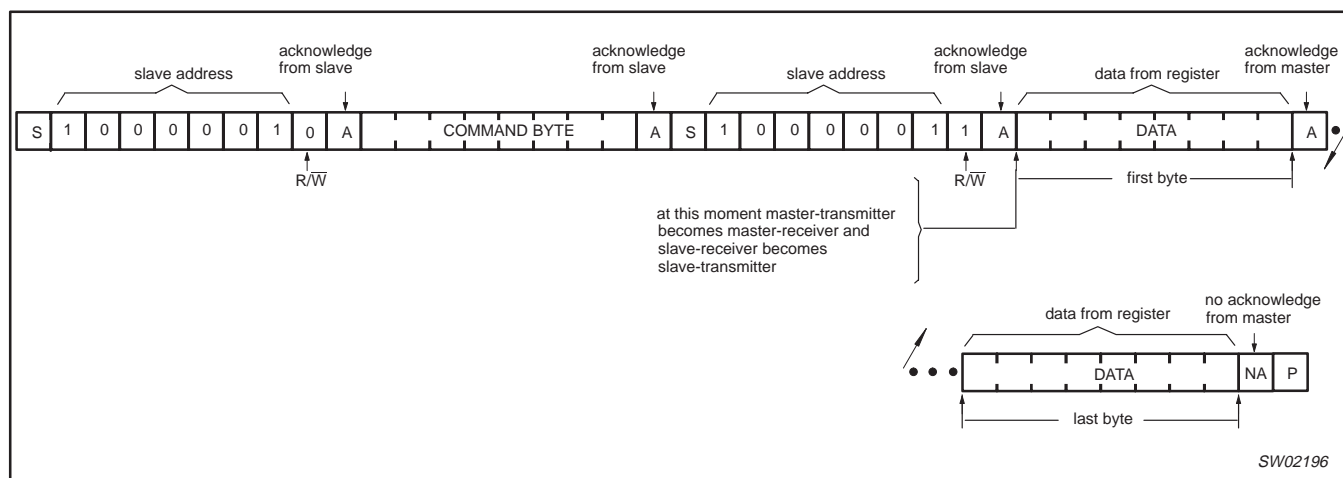 acknowledge
from slave
slave address
acknowledge
from slave
slave address
acknowledge
from slave
data from register
acknowledge
from master
S 1 0 0 0 0 0 1 0 A COMMAND BYTE A S 1 0 0 0 0 0 1 1 A DATA A
R/W̅
R/W̅
first byte
at this moment master-transmitter
becomes master-receiver and
slave-receiver becomes
slave-transmitter
data from register
no acknowledge
from master
DATA NA P
last byte
SW02196